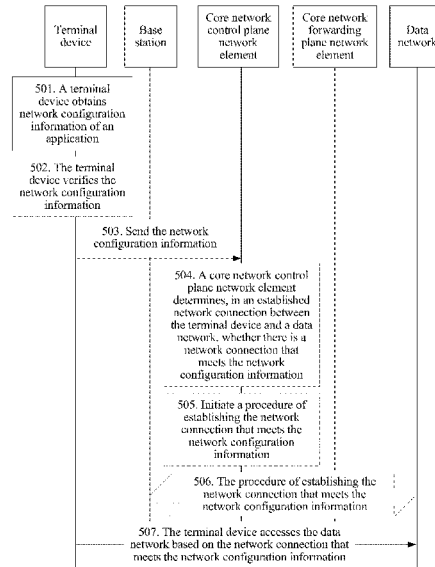 Terminal
device
Base
station
Core network
control plane
network
element
Core network
forwarding
plane network
element
Data
network
501. A terminal
device obtains
network configuration
information of an
application
502. The terminal
device verifies the
network configuration
information
503. Send the network
configuration information
504. A core network control
plane network element
determines, in an established
network connection between
the terminal device and a data
network, whether there is a
network connection that
meets the network
configuration information
505. Initiate a procedure of
establishing the network
connection that meets the
network configuration
information
506. The procedure of establishing the
network connection that meets the
network configuration information
507. The terminal device accesses the data
network based on the network connection that
meets the network configuration information